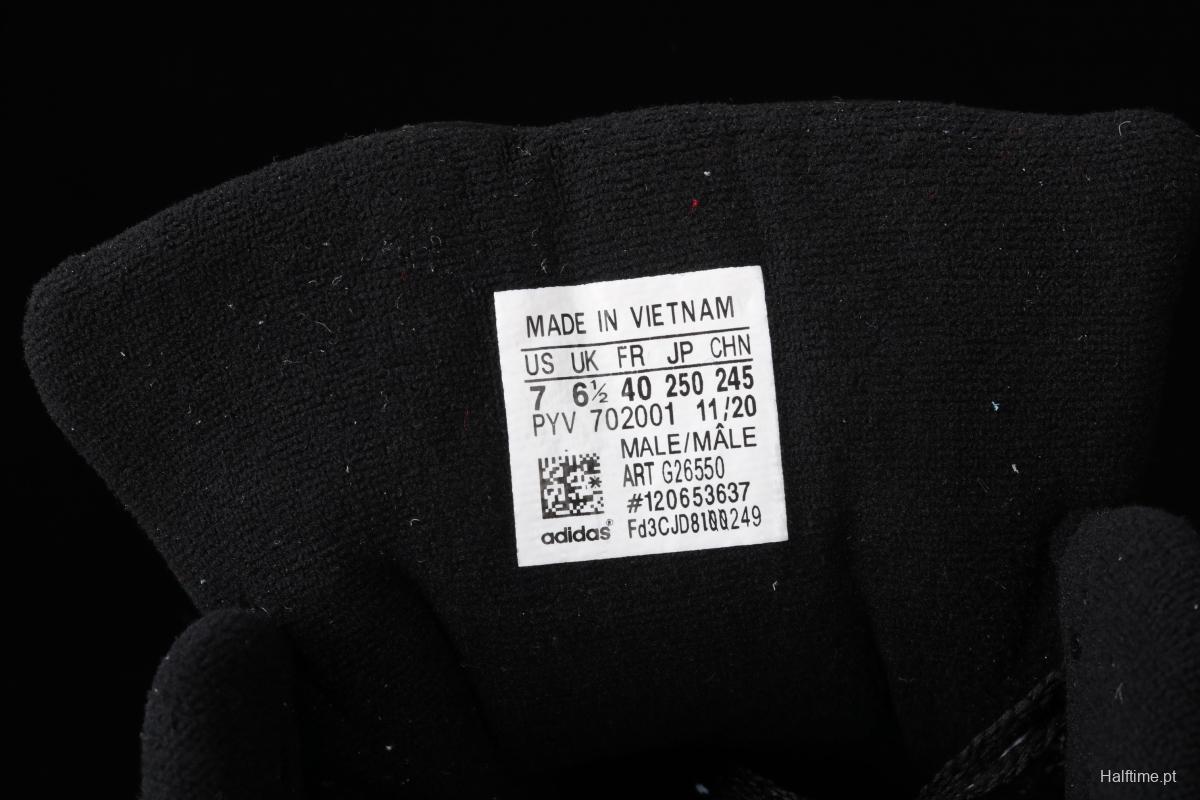 MADE IN VIETNAM
US UK FR JP CHN
7 6½ 40 250 245
PYV 702001 11/20
MALE/MÂLE
ART G26550
#120653637
Fd3CJD8100249
adidas®
Halftime.pt